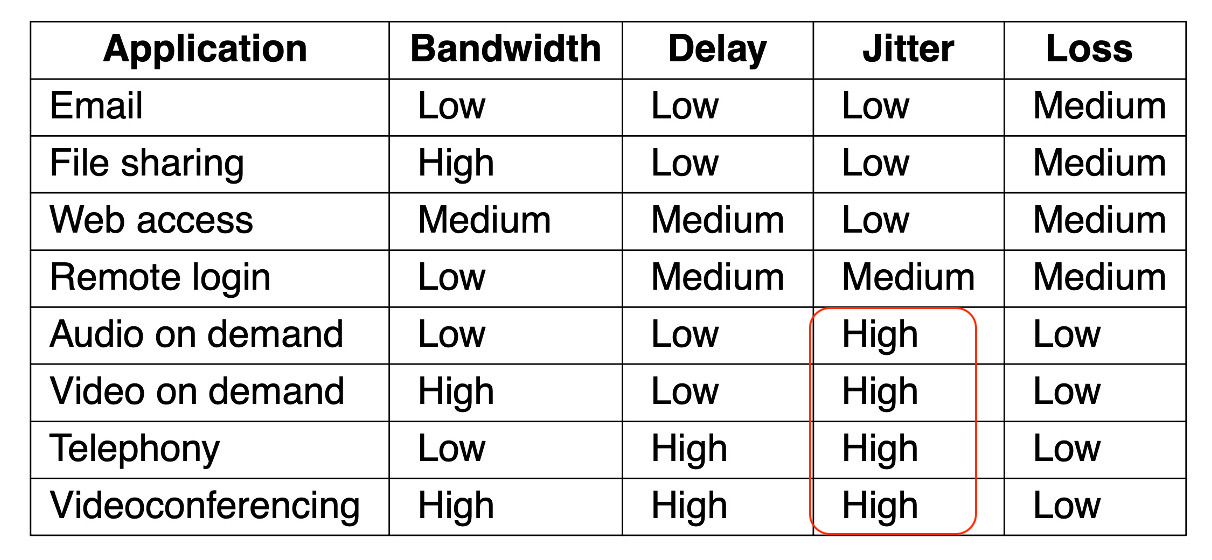 Application Bandwidth Delay Jitter Loss
Email Low Low Low Medium
File sharing High Low Low Medium
Web access Medium Medium Low Medium
Remote login Low Medium Medium Medium
Audio on demand Low Low High Low
Video on demand High Low High Low
Telephony Low High High Low
Videoconferencing High High High Low